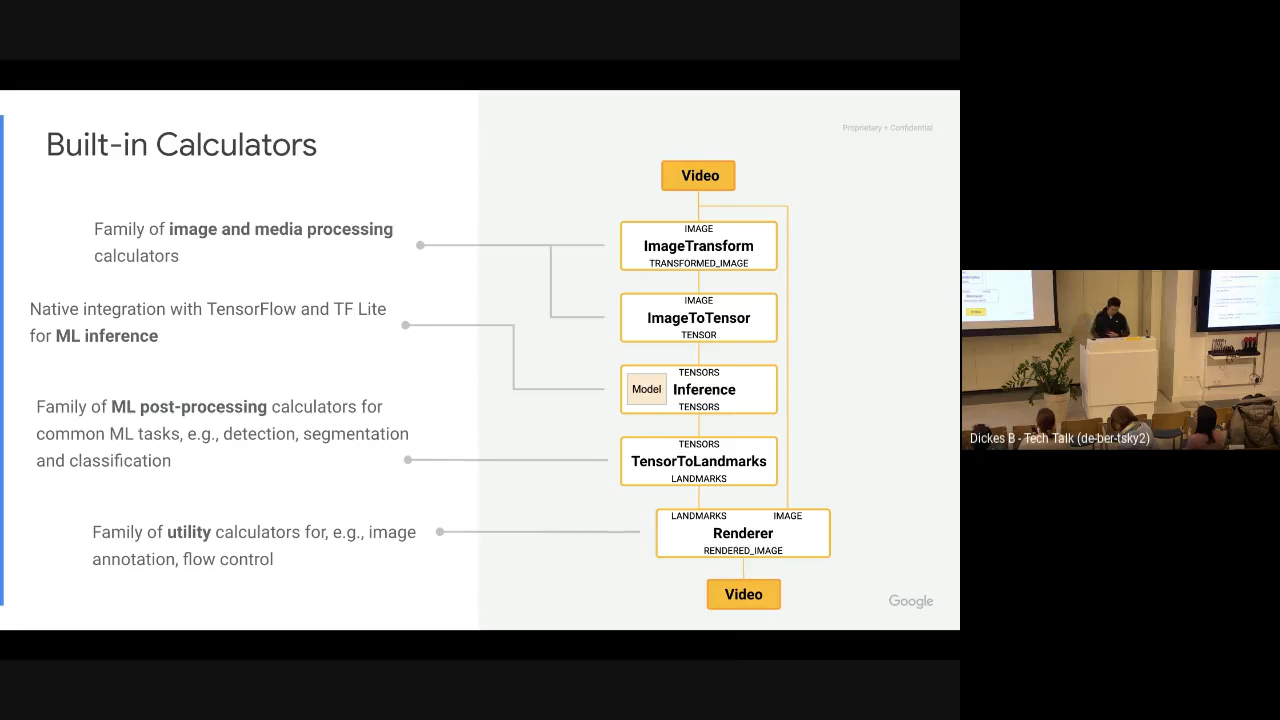 Built-in Calculators
Proprietary + Confidential
Family of image and media processing
calculators
Native integration with TensorFlow and TF Lite
for ML inference
Family of ML post-processing calculators for
common ML tasks, e.g., detection, segmentation
and classification
Family of utility calculators for, e.g., image
annotation, flow control
Video
IMAGE
ImageTransform
TRANSFORMED_IMAGE
IMAGE
ImageToTensor
TENSOR
TENSORS
Model Inference
TENSORS
TENSORS
TensorToLandmarks
LANDMARKS
LANDMARKS IMAGE
Renderer
RENDERED_IMAGE
Video
Google
Dickes B - Tech Talk (de-ber-tsky2)